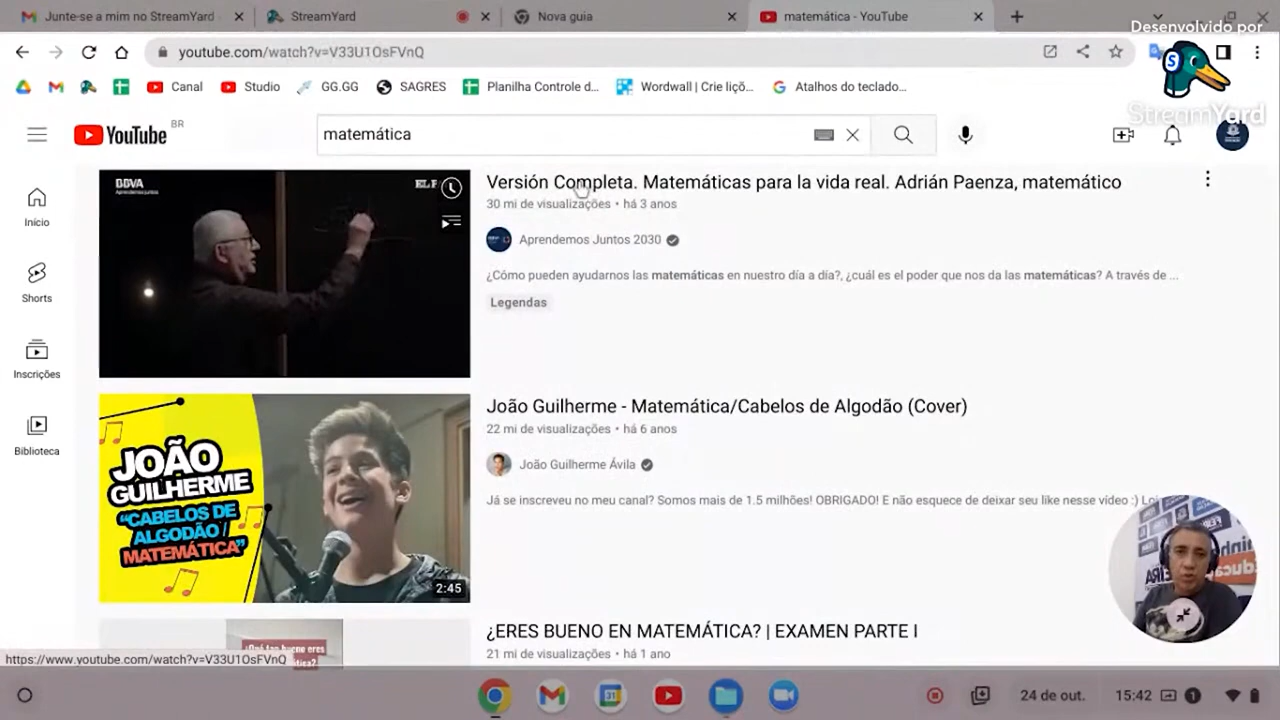 Junte-se a mim no StreamYard
StreamYard
Nova guia
matemática - YouTube
Desenvolvido por
StreamYard
youtube.com/watch?v=V33U1OsFVnQ
Canal
Studio
GG.GG
SAGRES
Planilha Controle d...
Wordwall | Crie liçõ...
Atalhos do teclado...
YouTube
BR
matemática
Início
Shorts
Inscrições
Biblioteca
BBVA
Aprendemos juntos
Versión Completa. Matemáticas para la vida real. Adrián Paenza, matemático
30 mi de visualizações • há 3 anos
Aprendemos Juntos 2030
¿Cómo pueden ayudarnos las matemáticas en nuestro día a día?, ¿cuál es el poder que nos da las matemáticas? A través de ...
Legendas
JOÃO
GUILHERME
"CABELOS DE
ALGODÃO /
MATEMÁTICA"
2:45
João Guilherme - Matemática/Cabelos de Algodão (Cover)
22 mi de visualizações • há 6 anos
João Guilherme Ávila
Já se inscreveu no meu canal? Somos mais de 1.5 milhões! OBRIGADO! E não esquece de deixar seu like nesse vídeo :)
¿ERES BUENO EN MATEMÁTICA? | EXAMEN PARTE I
21 mi de visualizações • há 1 ano
https://www.youtube.com/watch?v=V33U1OsFVnQ
24 de out.
15:42
1